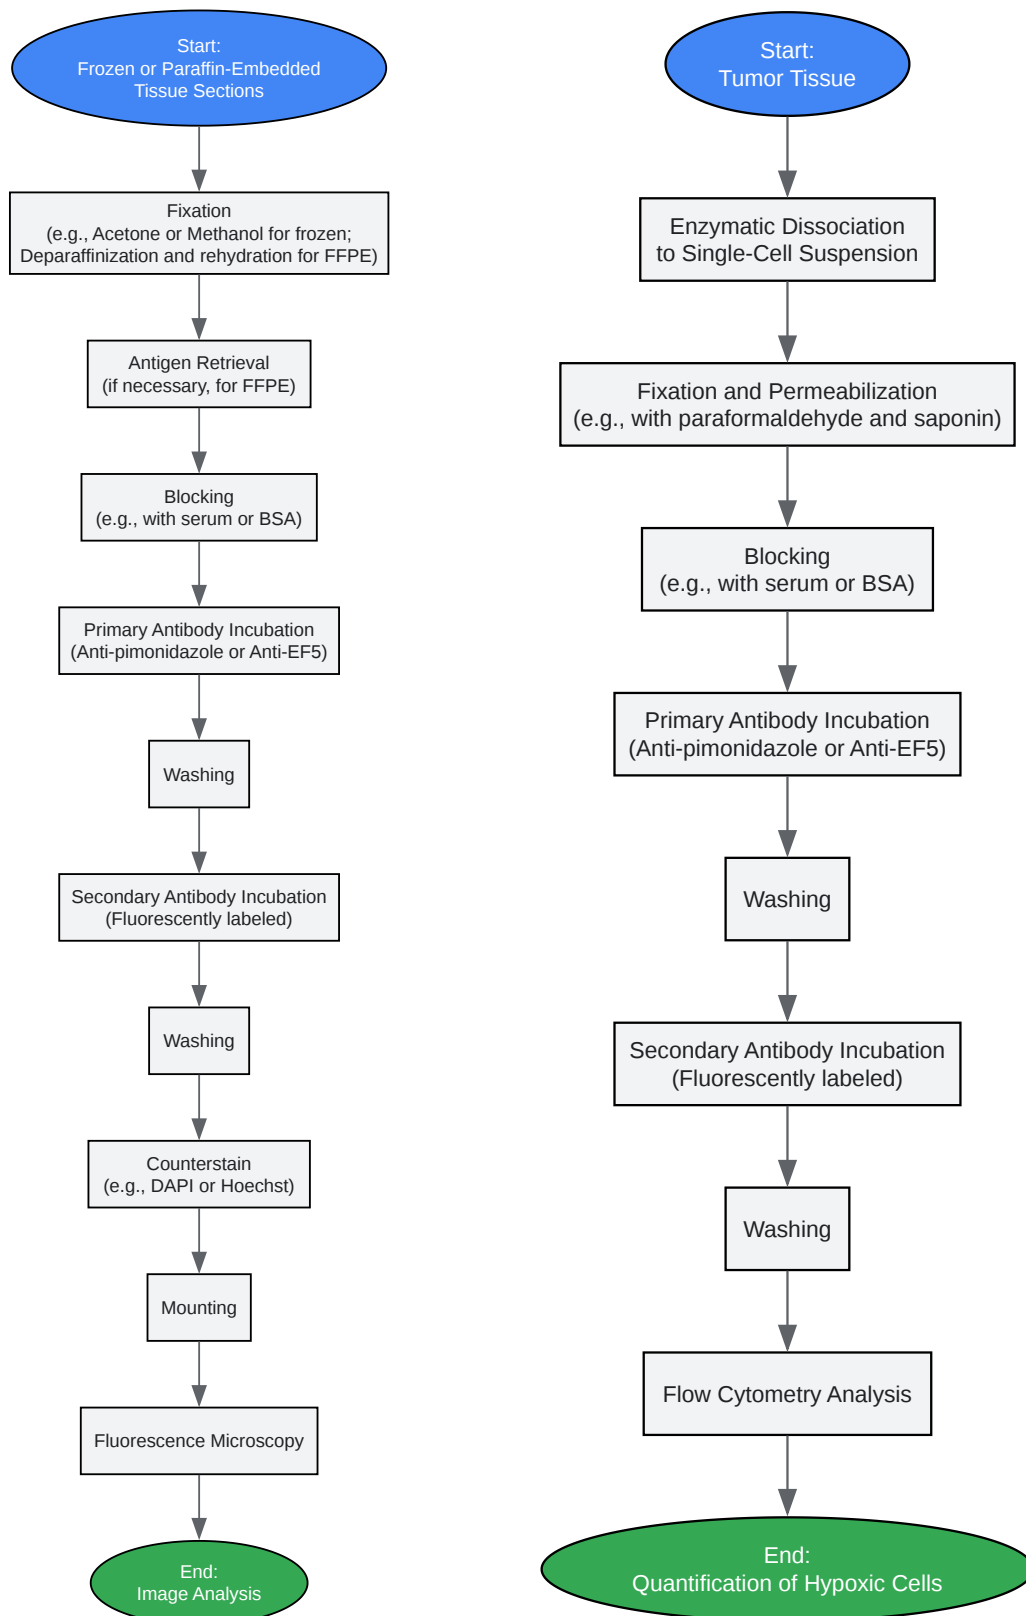 Start:
Frozen or Paraffin-Embedded
Tissue Sections
Fixation
(e.g., Acetone or Methanol for frozen;
Deparaffinization and rehydration for FFPE)
Antigen Retrieval
(if necessary, for FFPE)
Blocking
(e.g., with serum or BSA)
Primary Antibody Incubation
(Anti-pimonidazole or Anti-EF5)
Washing
Secondary Antibody Incubation
(Fluorescently labeled)
Washing
Counterstain
(e.g., DAPI or Hoechst)
Mounting
Fluorescence Microscopy
End:
Image Analysis
Start:
Tumor Tissue
Enzymatic Dissociation
to Single-Cell Suspension
Fixation and Permeabilization
(e.g., with paraformaldehyde and saponin)
Blocking
(e.g., with serum or BSA)
Primary Antibody Incubation
(Anti-pimonidazole or Anti-EF5)
Washing
Secondary Antibody Incubation
(Fluorescently labeled)
Washing
Flow Cytometry Analysis
End:
Quantification of Hypoxic Cells